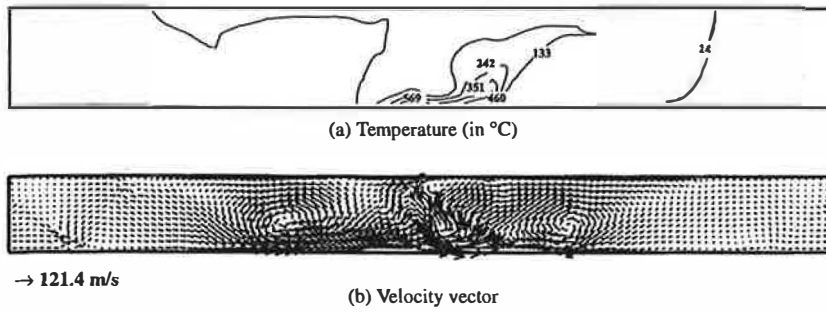 242
133
24
351
569
460
(a) Temperature (in °C)
→ 121.4 m/s
(b) Velocity vector